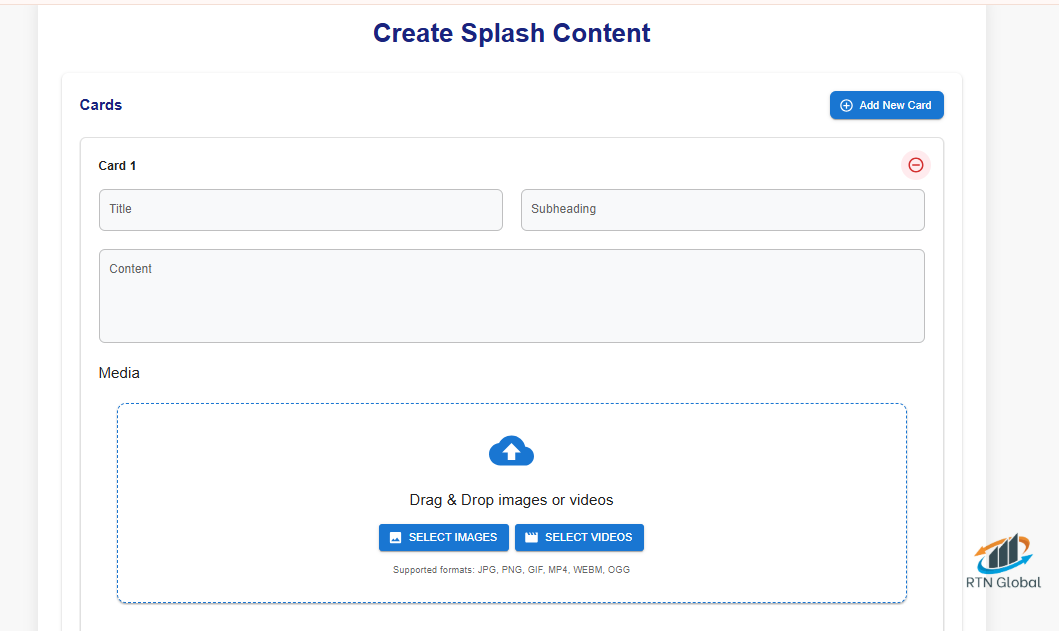 Create Splash Content
Cards
Add New Card
Card 1
Title
Subheading
Content
Media
Drag & Drop images or videos
SELECT IMAGES
SELECT VIDEOS
Supported formats: JPG, PNG, GIF, MP4, WEBM, OGG
RTN Global